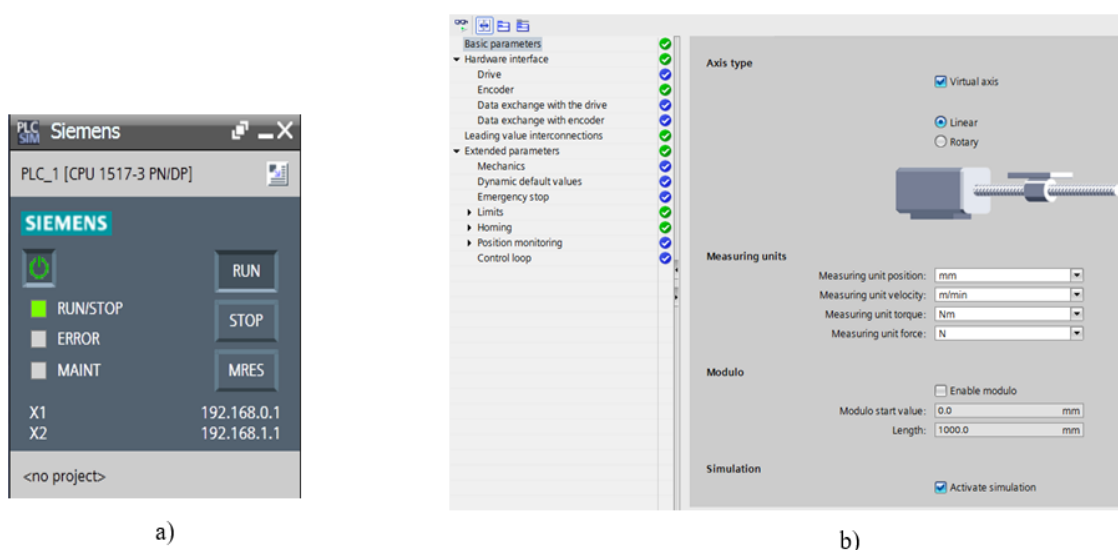 PLC SIM Siemens
PLC_1 [CPU 1517-3 PN/DP]
SIEMENS
RUN
RUN/STOP
STOP
ERROR
MAINT
MRES
X1 192.168.0.1
X2 192.168.1.1
<no project>
a)
Basic parameters
Hardware interface
Drive
Encoder
Data exchange with the drive
Data exchange with encoder
Leading value interconnections
Extended parameters
Mechanics
Dynamic default values
Emergency stop
Limits
Homing
Position monitoring
Control loop
Axis type
Virtual axis
Linear
Rotary
Measuring units
Measuring unit position: mm
Measuring unit velocity: m/min
Measuring unit torque: Nm
Measuring unit force: N
Modulo
Enable modulo
Modulo start value: 0.0 mm
Length: 1000.0 mm
Simulation
Activate simulation
b)